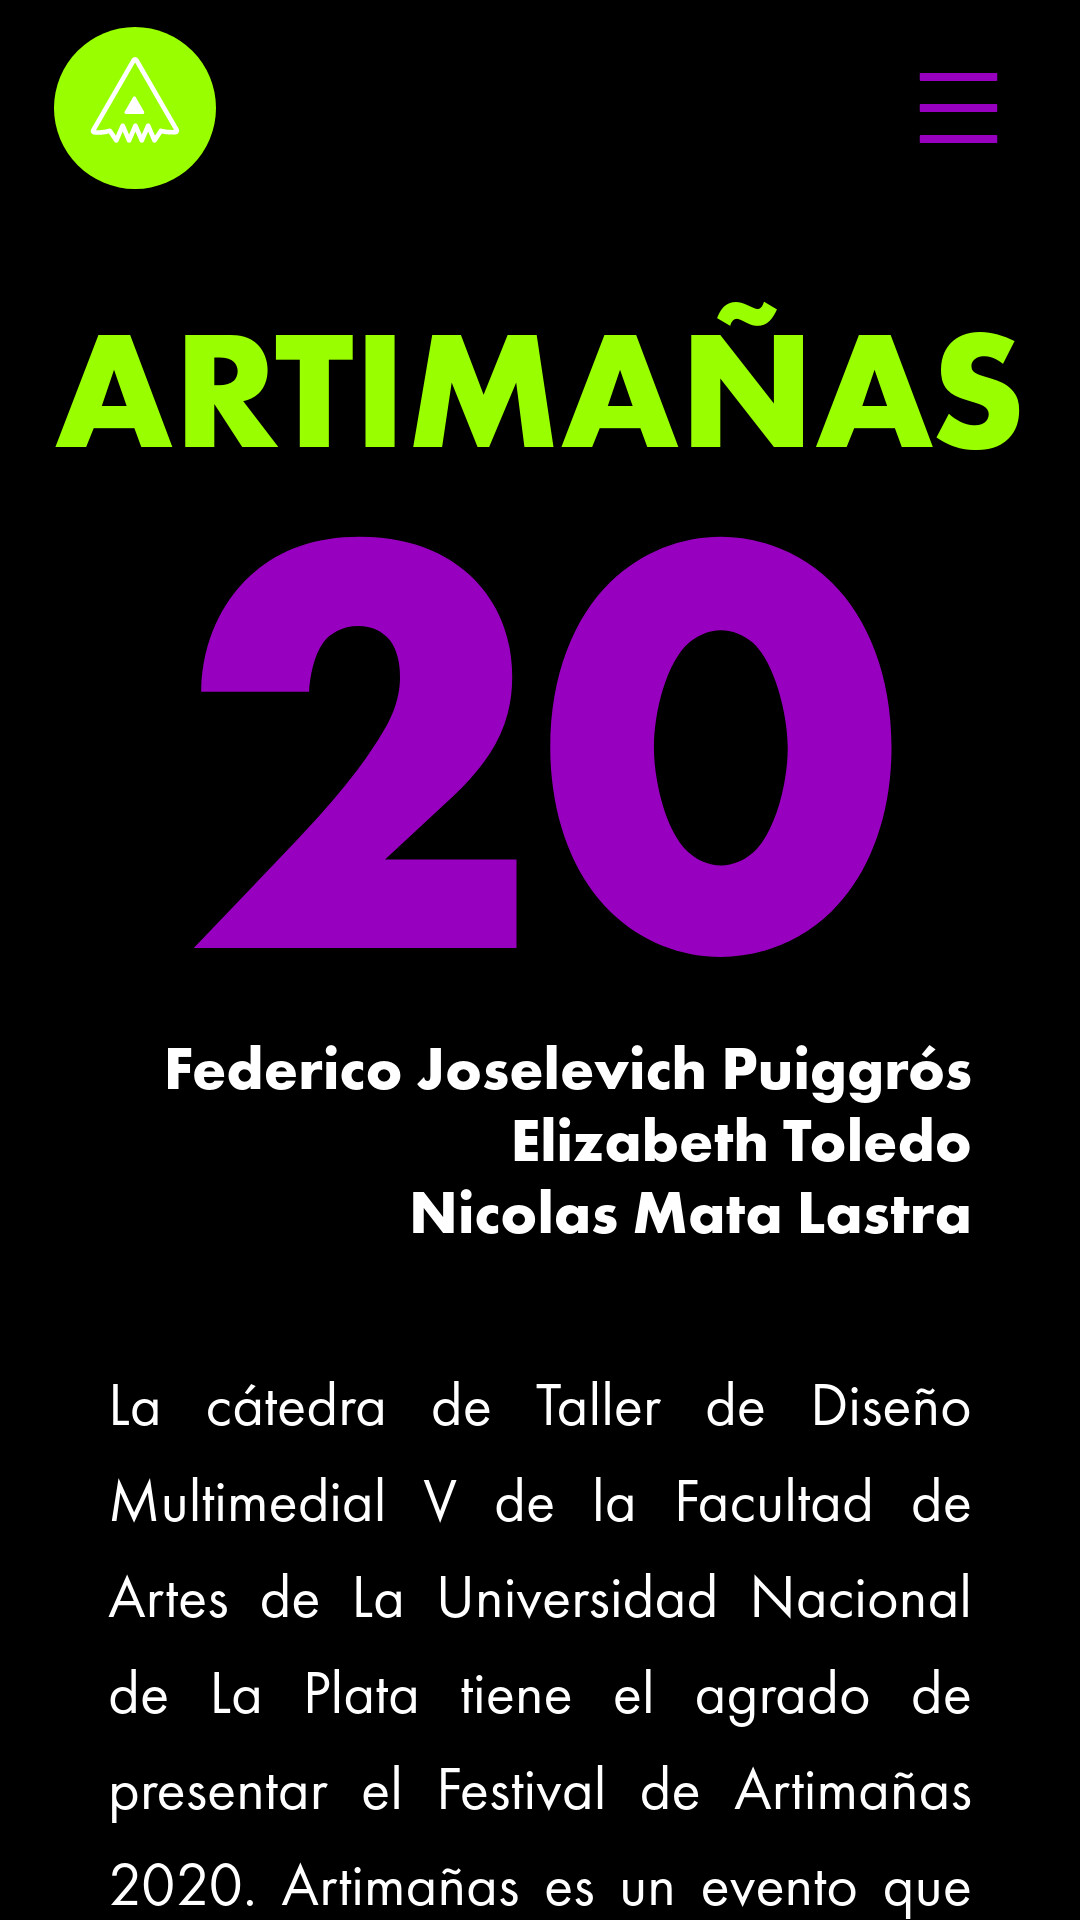 ARTIMAÑAS
20
Federico Joselevich Puiggrós
Elizabeth Toledo
Nicolas Mata Lastra
La cátedra de Taller de Diseño
Multimedial V de la Facultad de
Artes de La Universidad Nacional
de La Plata tiene el agrado de
presentar el Festival de Artimañas
2020. Artimañas es un evento que